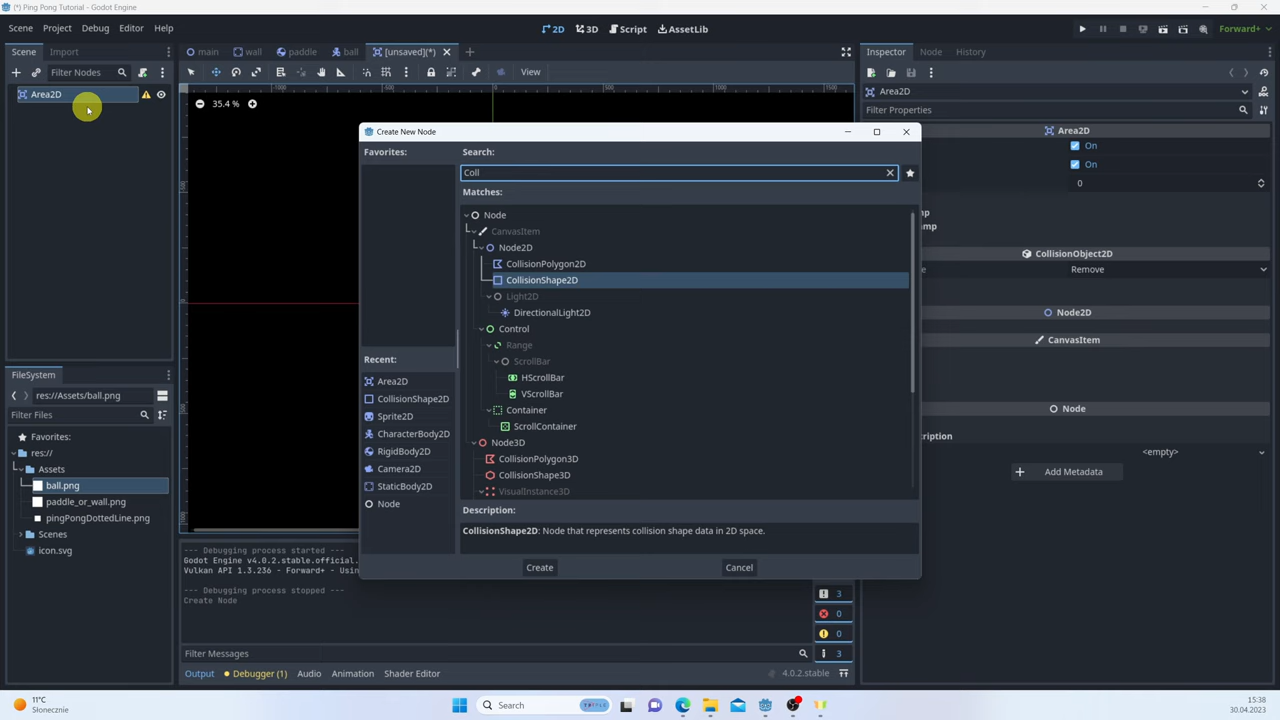 (*) Ping Pong Tutorial - Godot Engine
Scene Project Debug Editor Help
2D 3D Script AssetLib
Forward+
Scene Import
main wall paddle ball [unsaved](*)
Inspector Node History
Filter Nodes
View
Area2D
35.4 %
-1000 -500 0 500 1000 1500
Area2D
Filter Properties
Create New Node
Favorites:
Search:
Coll
Matches:
Node
CanvasItem
Node2D
CollisionPolygon2D
CollisionShape2D
Light2D
DirectionalLight2D
Control
Range
ScrollBar
HScrollBar
VScrollBar
Container
ScrollContainer
Node3D
CollisionPolygon3D
CollisionShape3D
VisualInstance3D
Recent:
Area2D
CollisionShape2D
Sprite2D
CharacterBody2D
RigidBody2D
Camera2D
StaticBody2D
Node
Description:
CollisionShape2D: Node that represents collision shape data in 2D space.
Create Cancel
Area2D
On
On
0
CollisionObject2D
Remove
Node2D
CanvasItem
Node
<empty>
Add Metadata
FileSystem
res://Assets/ball.png
Filter Files
Favorites:
res://
Assets
ball.png
paddle_or_wall.png
pingPongDottedLine.png
Scenes
icon.svg
--- Debugging process started ---
Godot Engine v4.0.2.stable.official.
Vulkan API 1.3.236 - Forward+ - Usin
--- Debugging process stopped ---
Create Node
3
0
0
3
Filter Messages
Output Debugger (1) Audio Animation Shader Editor
4.0.2.stable
11°C
Słonecznie
Search
15:38
30.04.2023